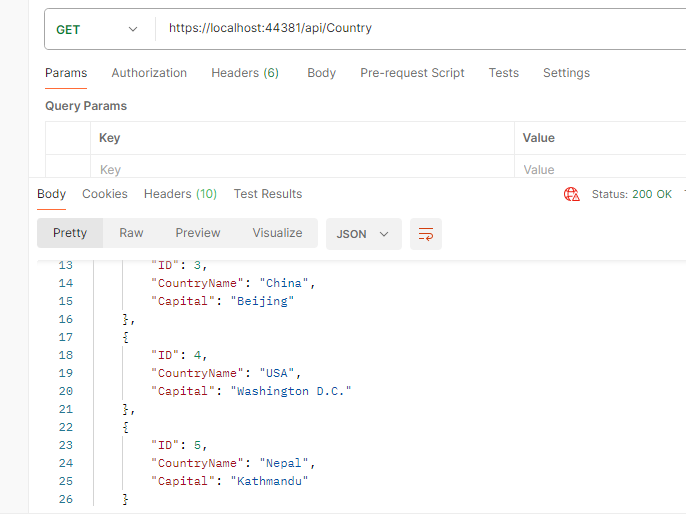 GET https://localhost:44381/api/Country
Params Authorization Headers (6) Body Pre-request Script Tests Settings
Query Params
Key Value
Key Value
Body Cookies Headers (10) Test Results Status: 200 OK
Pretty Raw Preview Visualize JSON
13 "ID": 3,
14 "CountryName": "China",
15 "Capital": "Beijing"
16 },
17 {
18 "ID": 4,
19 "CountryName": "USA",
20 "Capital": "Washington D.C."
21 },
22 {
23 "ID": 5,
24 "CountryName": "Nepal",
25 "Capital": "Kathmandu"
26 }